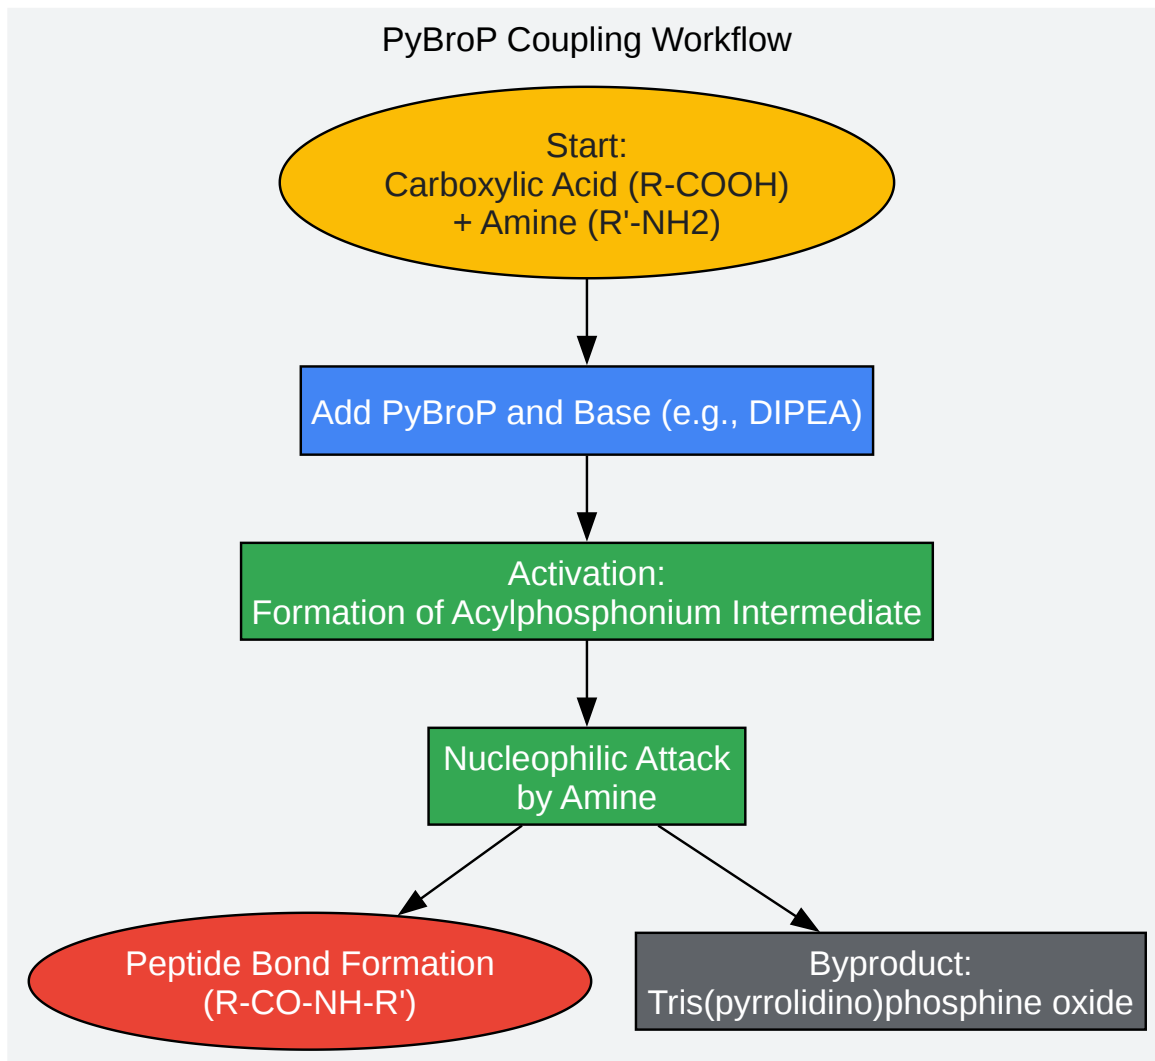 PyBroP Coupling Workflow
Start:
Carboxylic Acid (R-COOH)
+ Amine (R'-NH2)
Add PyBroP and Base (e.g., DIPEA)
Activation:
Formation of Acylphosphonium Intermediate
Nucleophilic Attack
by Amine
Peptide Bond Formation
(R-CO-NH-R')
Byproduct:
Tris(pyrrolidino)phosphine oxide